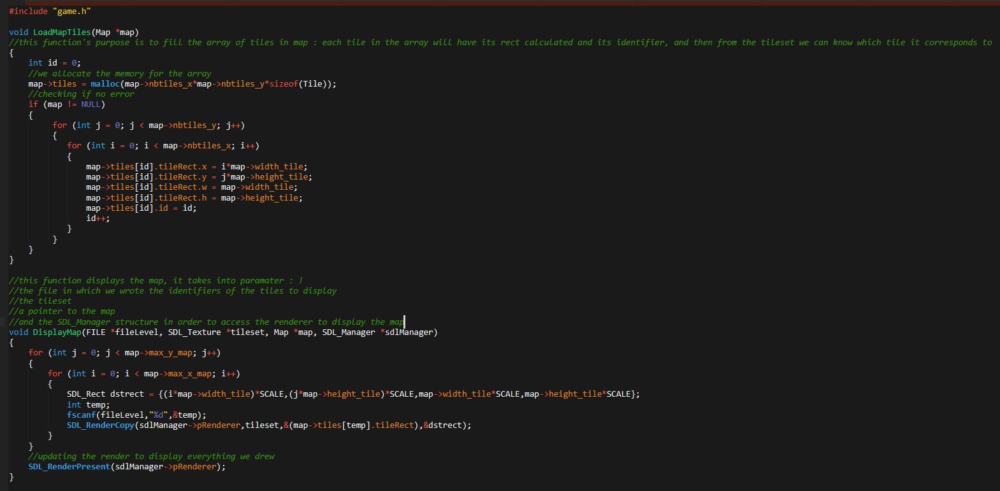 #include "game.h"

void LoadMapTiles(Map *map)
//this function's purpose is to fill the array of tiles in map : each tile in the array will have its rect calculated and its identifier, and then from the tileset we can know which tile it corresponds to
{
    int id = 0;
    //we allocate the memory for the array
    map->tiles = malloc(map->nbtiles_x*map->nbtiles_y*sizeof(Tile));
    //checking if no error
    if (map != NULL)
    {
         for (int j = 0; j < map->nbtiles_y; j++)
         {
            for (int i = 0; i < map->nbtiles_x; i++)
            {
                map->tiles[id].tileRect.x = i*map->width_tile;
                map->tiles[id].tileRect.y = j*map->height_tile;
                map->tiles[id].tileRect.w = map->width_tile;
                map->tiles[id].tileRect.h = map->height_tile;
                map->tiles[id].id = id;
                id++;
            }
         }
    }
}

//this function displays the map, it takes into paramater : !
//the file in which we wrote the identifiers of the tiles to display
//the tileset
//a pointer to the map
//and the SDL_Manager structure in order to access the renderer to display the map
void DisplayMap(FILE *fileLevel, SDL_Texture *tileset, Map *map, SDL_Manager *sdlManager)
{
    for (int j = 0; j < map->max_y_map; j++)
    {
        for (int i = 0; i < map->max_x_map; i++)
        {
            SDL_Rect dstrect = {(i*map->width_tile)*SCALE,(j*map->height_tile)*SCALE,map->width_tile*SCALE,map->height_tile*SCALE};
            int temp;
            fscanf(fileLevel,"%d",&temp);
            SDL_RenderCopy(sdlManager->pRenderer,tileset,&(map->tiles[temp].tileRect),&dstrect);
        }
    }
    //updating the render to display everything we drew
    SDL_RenderPresent(sdlManager->pRenderer);
}